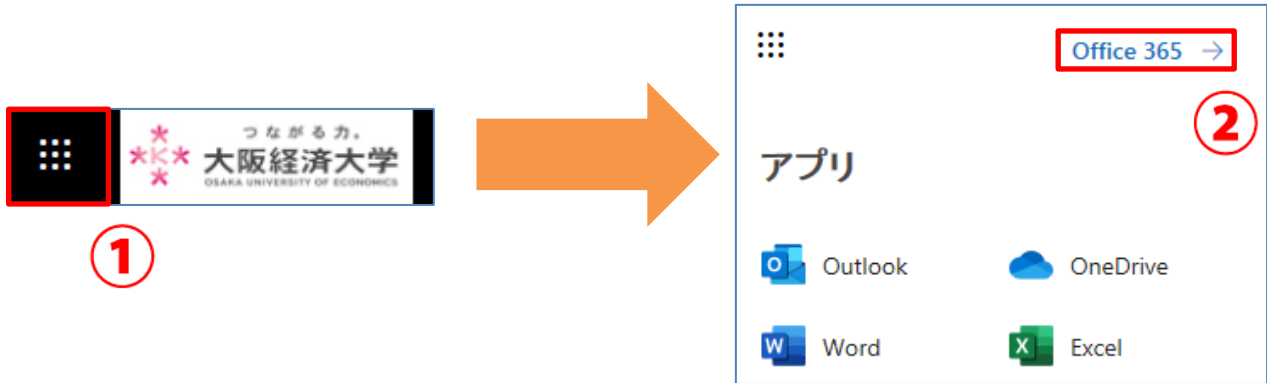 つながる力。
大阪経済大学
OSAKA UNIVERSITY OF ECONOMICS
①
Office 365 →
②
アプリ
Outlook
OneDrive
Word
Excel